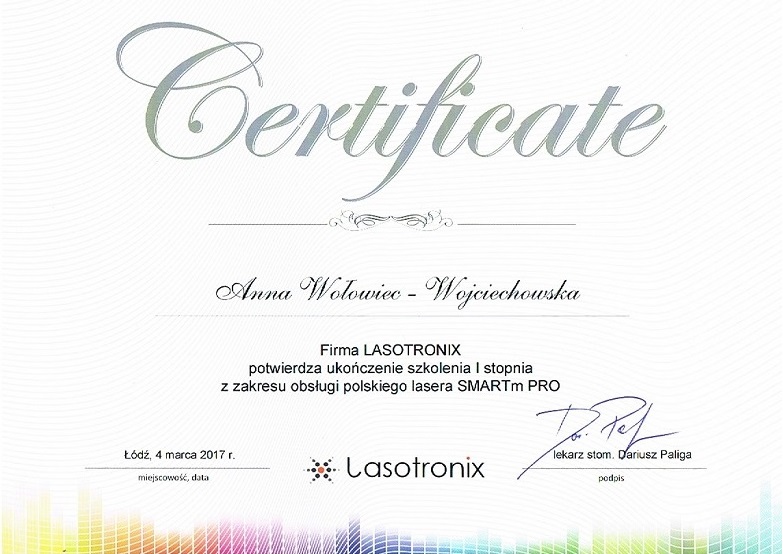 Certificate
Anna Wołowiec - Wojciechowska
Firma LASOTRONIX
potwierdza ukończenie szkolenia I stopnia
z zakresu obsługi polskiego lasera SMARTm PRO
Łódź, 4 marca 2017 r.
miejscowość, data
Lasotronix
lekarz stom. Dariusz Paliga
podpis